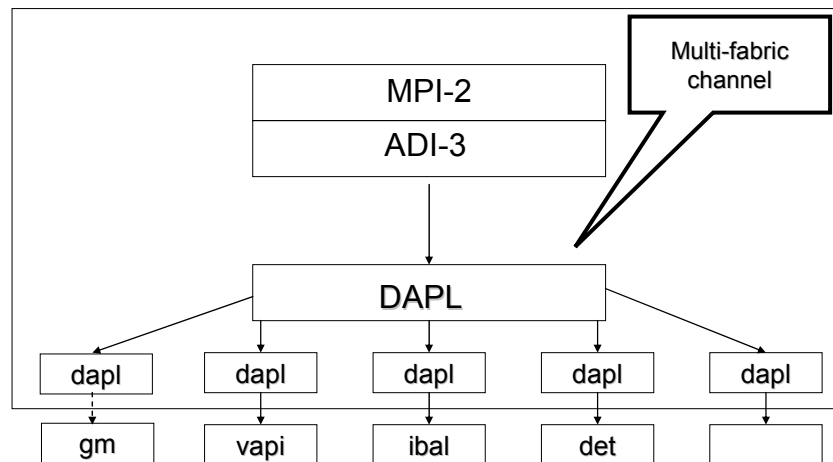 Multi-fabric
channel
MPI-2
ADI-3
DAPL
dapl
dapl
dapl
dapl
dapl
gm
vapi
ibal
det